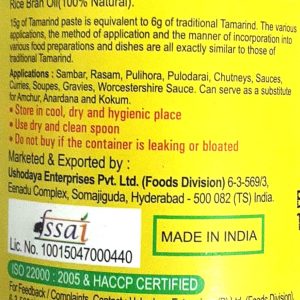 Rice Bran Oil(100% Natural).
15g of Tamarind paste is equivalent to 6g of traditional Tamarind. The various
applications, the method of application and the manner of incorporation into
various food preparations and dishes are all exactly similar to those of
traditional Tamarind.
Applications : Sambar, Rasam, Pulihora, Pulodarai, Chutneys, Sauces,
Curries, Soupes, Gravies, Worcestershire Sauce. Can serve as a substitute
for Amchur, Anardana and Kokum.
• Store in cool, dry and hygienic place
• Use dry and clean spoon
• Do not buy if the container is leaking or bloated
Marketed & Exported by :
Ushodaya Enterprises Pvt. Ltd. (Foods Division) 6-3-569/3,
Eenadu Complex, Somajiguda, Hyderabad - 500 082 (TS) India.
fssai
Lic. No. 10015047000440
MADE IN INDIA
ISO 22000 : 2005 & HACCP CERTIFIED
For Feedback / Complaints, Contact: